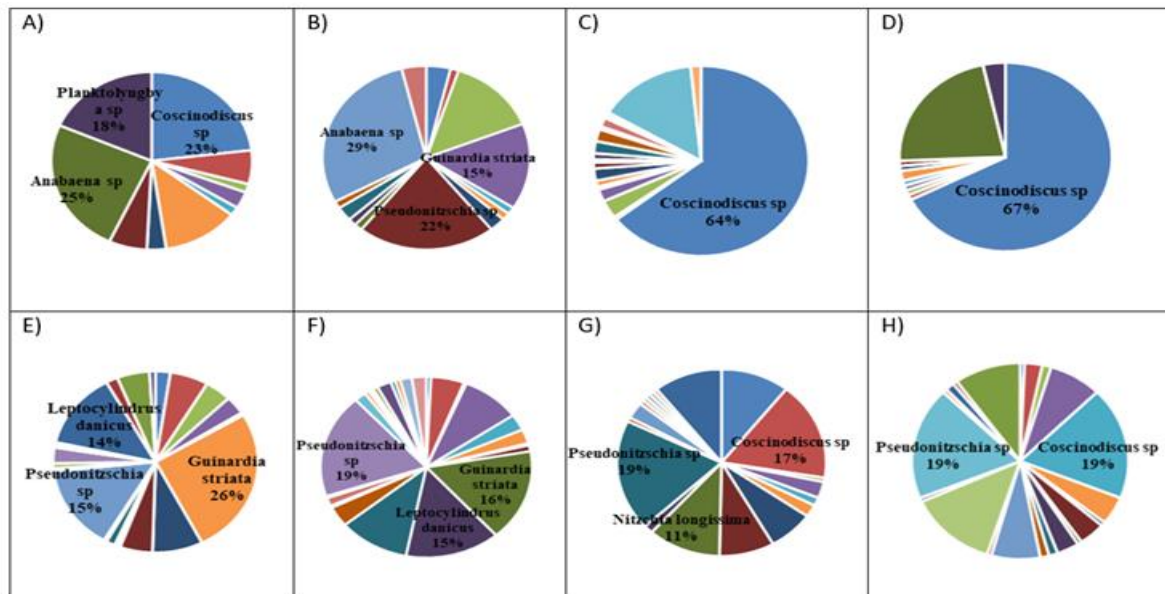 A)
Planktolyngby
a sp
18%
Coscinodiscus
sp
23%
Anabaena sp
25%
B)
Anabaena sp
29%
Guinardia striata
15%
Pseudonitzschia sp
22%
C)
Coscinodiscus sp
64%
D)
Coscinodiscus sp
67%
E)
Leptocylindrus
danicus
14%
Pseudonitzschia
sp
15%
Guinardia
striata
26%
F)
Pseudonitzschia
sp
19%
Guinardia
striata
16%
Leptocylindrus
danicus
15%
G)
Coscinodiscus sp
17%
Pseudonitzschia sp
19%
Nitzchia longissima
11%
H)
Pseudonitzschia sp
19%
Coscinodiscus sp
19%